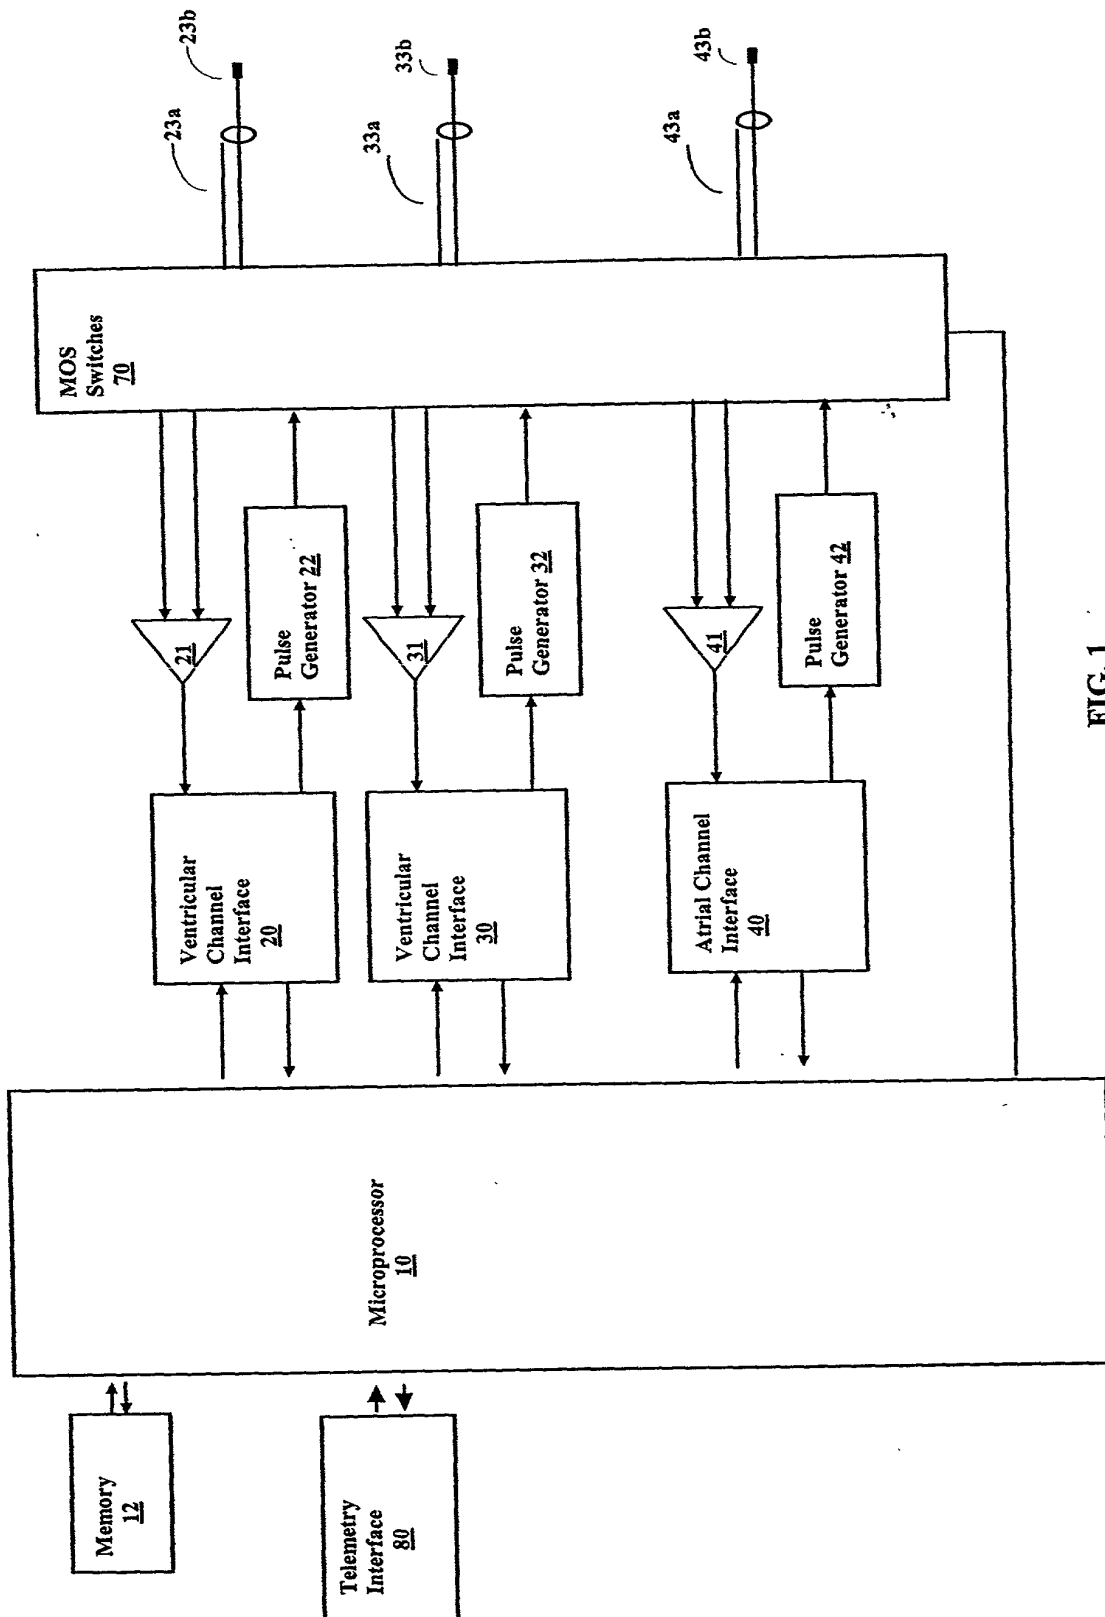 23b
23a
33b
33a
43b
43a
MOS
Switches
70
21
Pulse
Generator 22
31
Pulse
Generator 32
41
Pulse
Generator 42
Ventricular
Channel
Interface
20
Ventricular
Channel
Interface
30
Atrial Channel
Interface
40
Microprocessor
10
Memory
12
Telemetry
Interface
80
FIG. 1